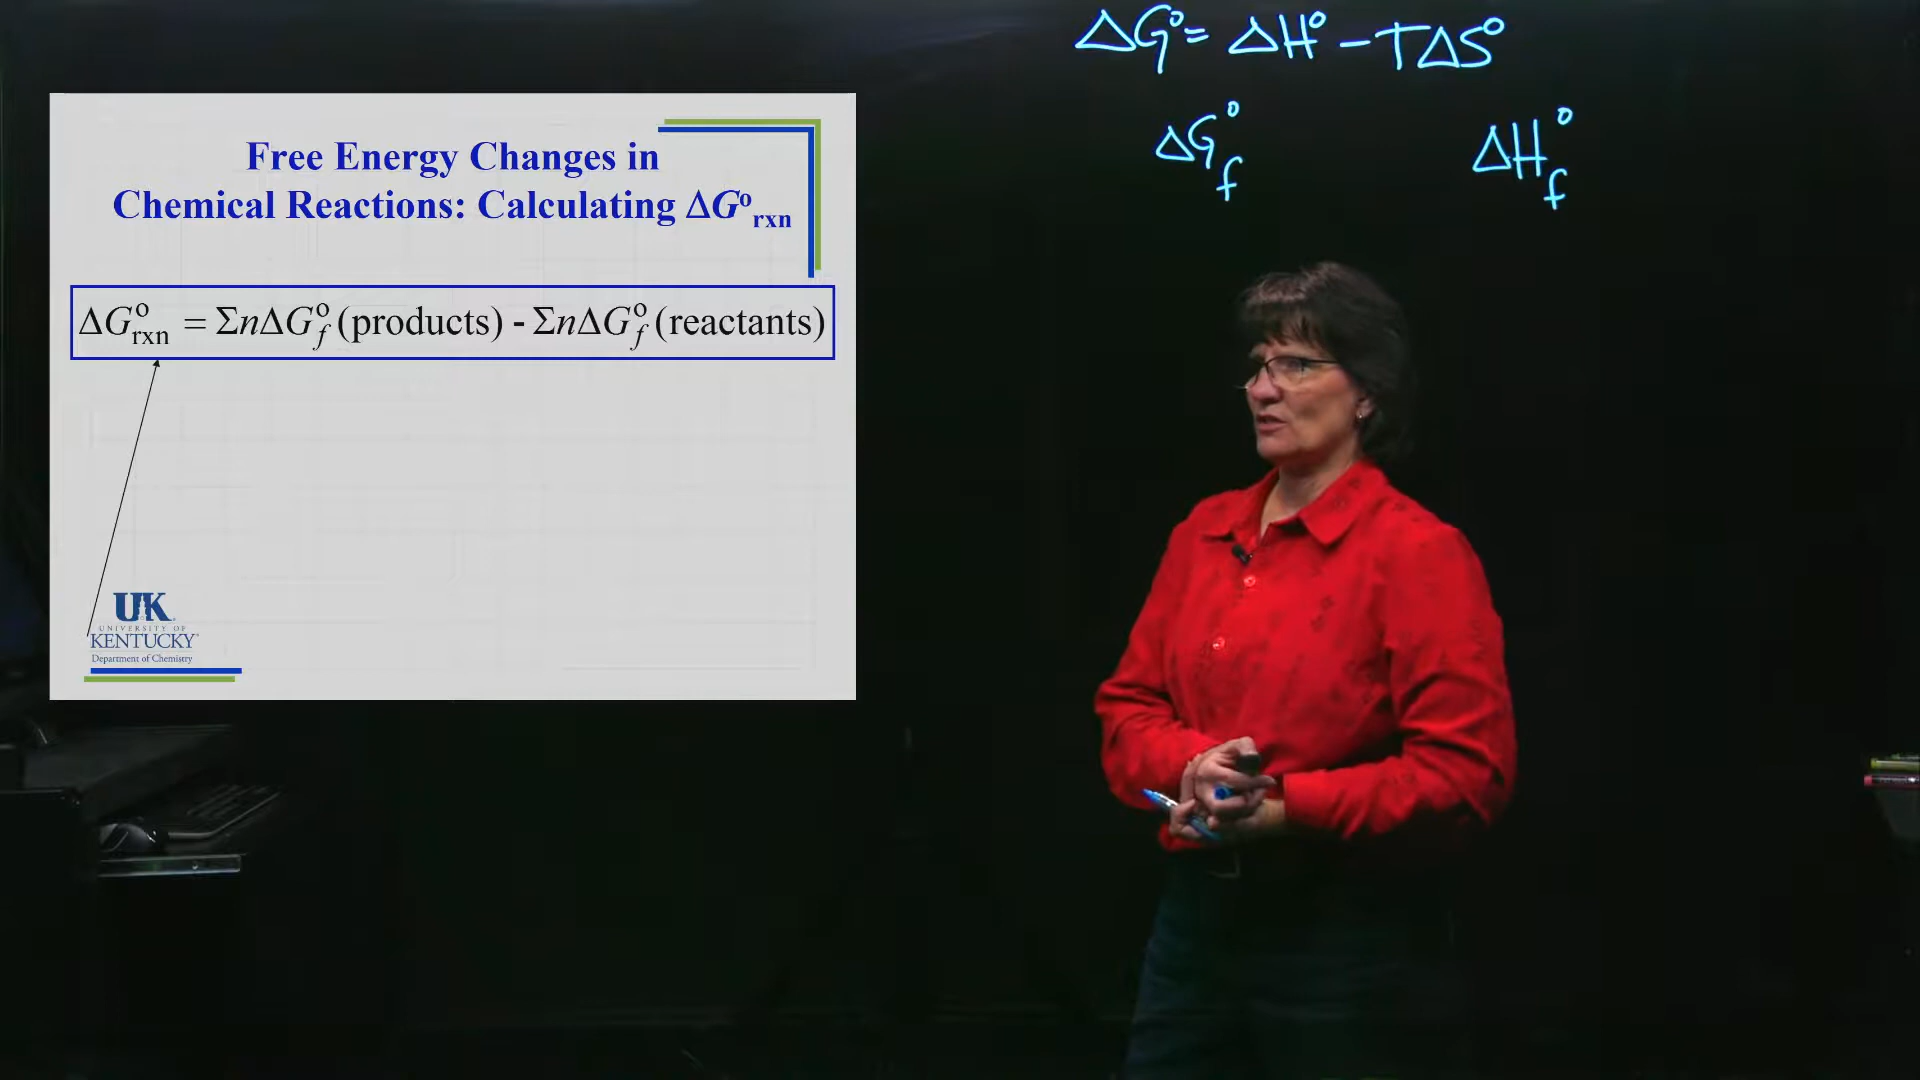 ΔG° = ΔH° - TΔS°
ΔG°f ΔH°f
Free Energy Changes in
Chemical Reactions: Calculating ΔG°rxn
ΔG°rxn = ΣnΔG°f(products) - ΣnΔG°f(reactants)
UK
UNIVERSITY OF
KENTUCKY®
Department of Chemistry